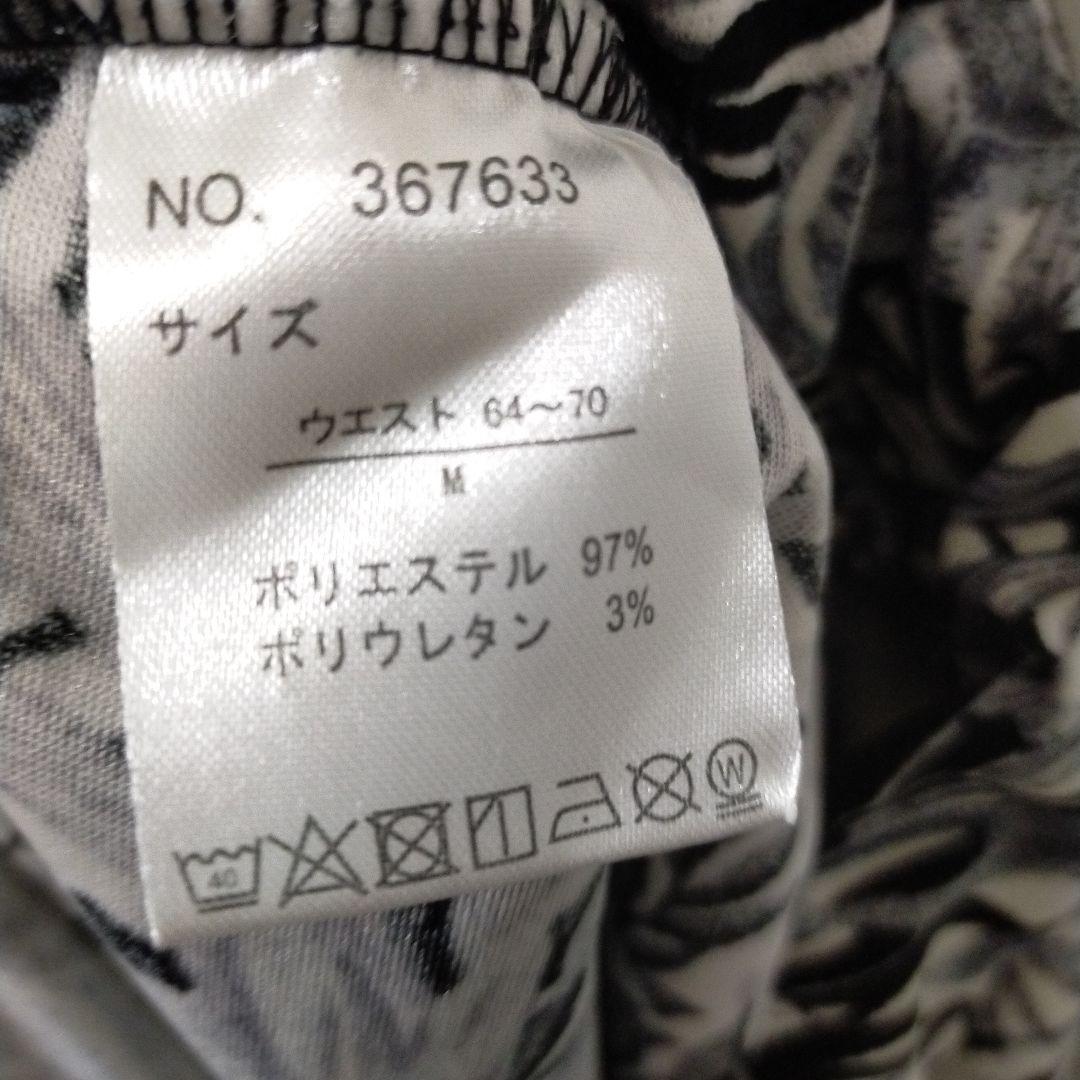 NO. 367633
サイズ
ウエスト 64〜70
M
ポリエステル 97%
ポリウレタン 3%
40 W